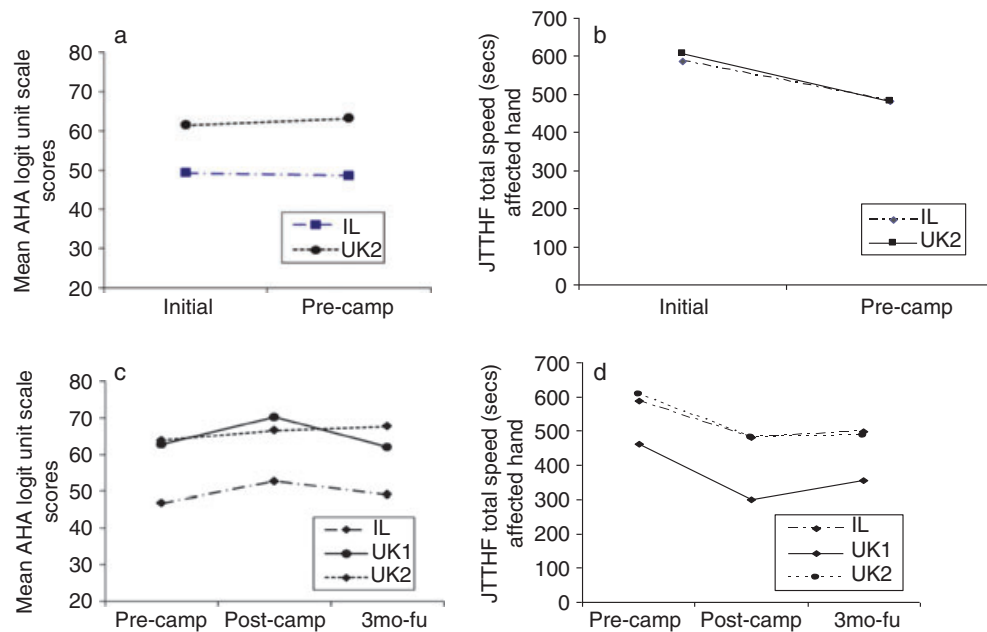 a
80
70
60
50
40
30
20
Mean AHA logit unit scale
scores
IL
UK2
Initial Pre-camp
b
700
600
500
400
300
200
100
0
JTTHF total speed (secs)
affected hand
IL
UK2
Initial Pre-camp
c
80
70
60
50
40
30
20
Mean AHA logit unit scale
scores
IL
UK1
UK2
Pre-camp Post-camp 3mo-fu
d
700
600
500
400
300
200
100
0
JTTHF total speed (secs)
affected hand
IL
UK1
UK2
Pre-camp Post-camp 3mo-fu